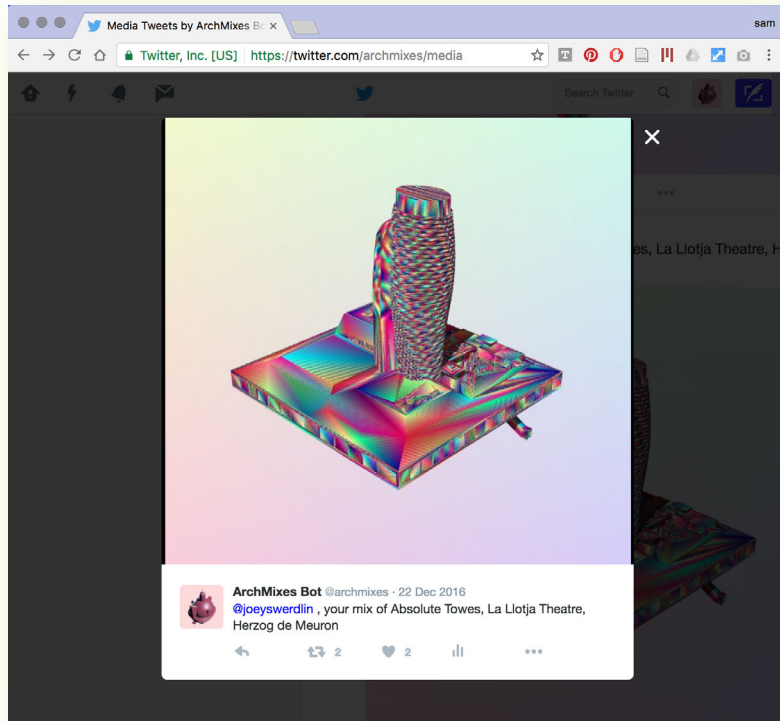 Media Tweets by ArchMixes Bo
sam
Twitter, Inc. [US] https://twitter.com/archmixes/media
Search Twitter
es, La Llotja Theatre, H
ArchMixes Bot @archmixes · 22 Dec 2016
@joeyswerdlin , your mix of Absolute Towes, La Llotja Theatre,
Herzog de Meuron
2
2